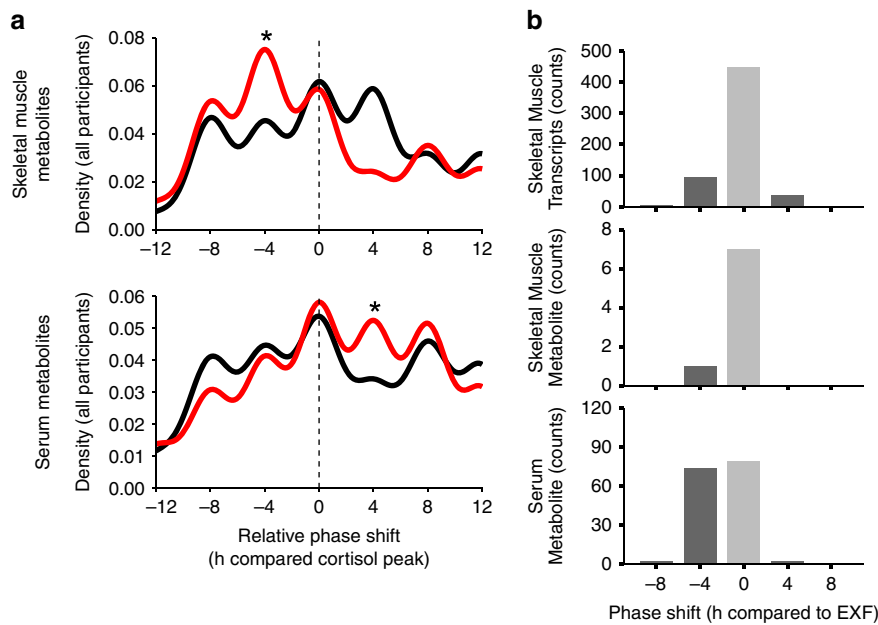 a
Skeletal muscle
metabolites
Density (all participants)
0.08
0.06
0.04
0.02
0.00
*
−12 −8 −4 0 4 8 12
Serum metabolites
Density (all participants)
0.06
0.05
0.04
0.03
0.02
0.01
0.00
*
−12 −8 −4 0 4 8 12
Relative phase shift
(h compared cortisol peak)
b
Skeletal Muscle
Transcripts (counts)
500
400
300
200
100
0
Skeletal Muscle
Metabolite (counts)
8
6
4
2
0
Serum
Metabolite (counts)
120
90
60
30
0
−8 −4 0 4 8
Phase shift (h compared to EXF)